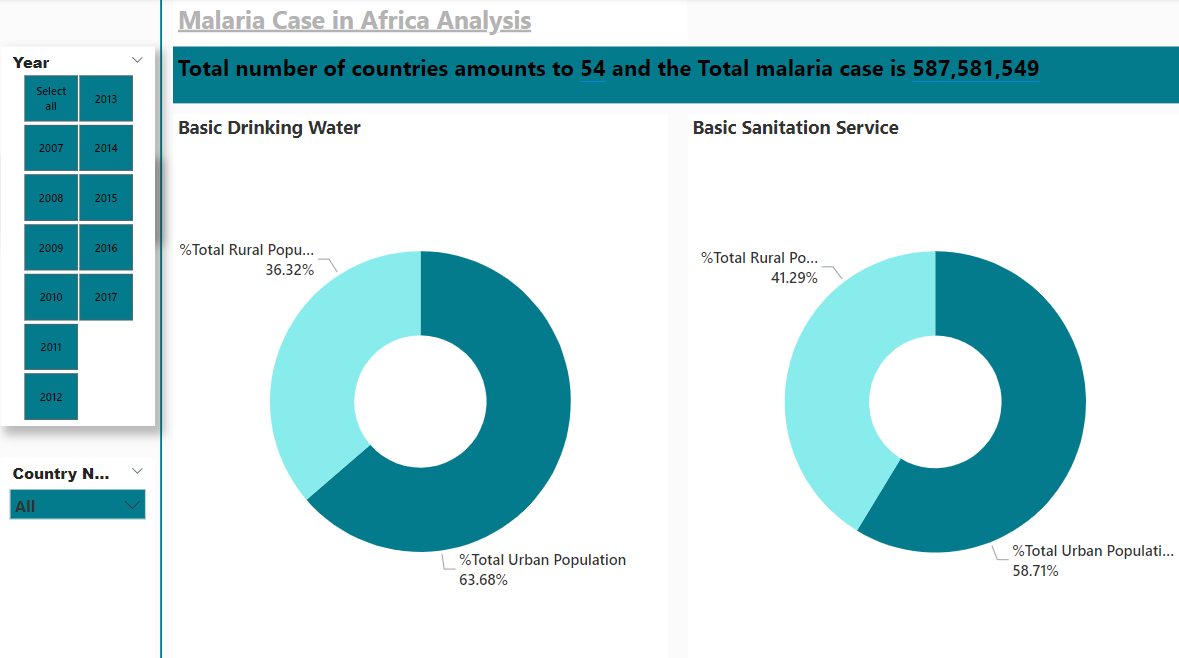 Malaria Case in Africa Analysis
Total number of countries amounts to 54 and the Total malaria case is 587,581,549
Year
Select all
2013
2007
2014
2008
2015
2009
2016
2010
2017
2011
2012
Country N...
All
Basic Drinking Water
%Total Rural Popu...
36.32%
%Total Urban Population
63.68%
Basic Sanitation Service
%Total Rural Po...
41.29%
%Total Urban Populati...
58.71%